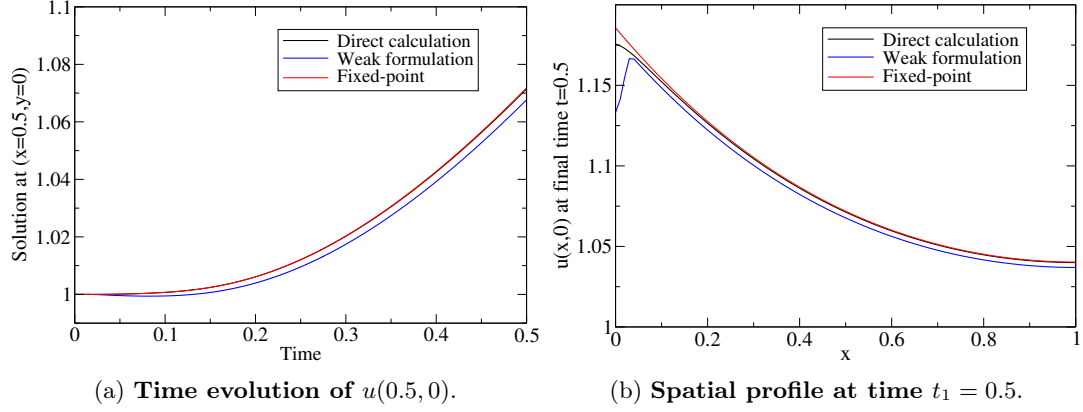 1.1
1.08
1.06
1.04
1.02
1
Solution at (x=0.5,y=0)
0
0.1
0.2
0.3
0.4
0.5
Time
Direct calculation
Weak formulation
Fixed-point
(a) Time evolution of u(0.5, 0).
1.15
1.1
1.05
1
u(x,0) at final time t=0.5
0
0.2
0.4
0.6
0.8
1
x
Direct calculation
Weak formulation
Fixed-point
(b) Spatial profile at time t₁ = 0.5.